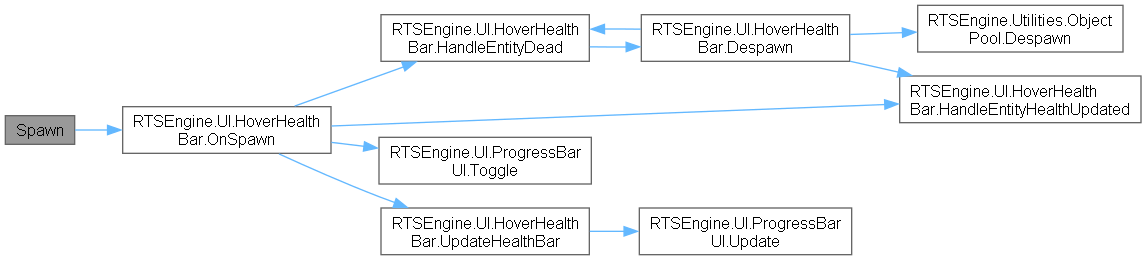 Spawn
RTSEngine.UI.HoverHealth
Bar.OnSpawn
RTSEngine.UI.HoverHealth
Bar.HandleEntityDead
RTSEngine.UI.HoverHealth
Bar.Despawn
RTSEngine.Utilities.Object
Pool.Despawn
RTSEngine.UI.HoverHealth
Bar.HandleEntityHealthUpdated
RTSEngine.UI.ProgressBar
UI.Toggle
RTSEngine.UI.HoverHealth
Bar.UpdateHealthBar
RTSEngine.UI.ProgressBar
UI.Update